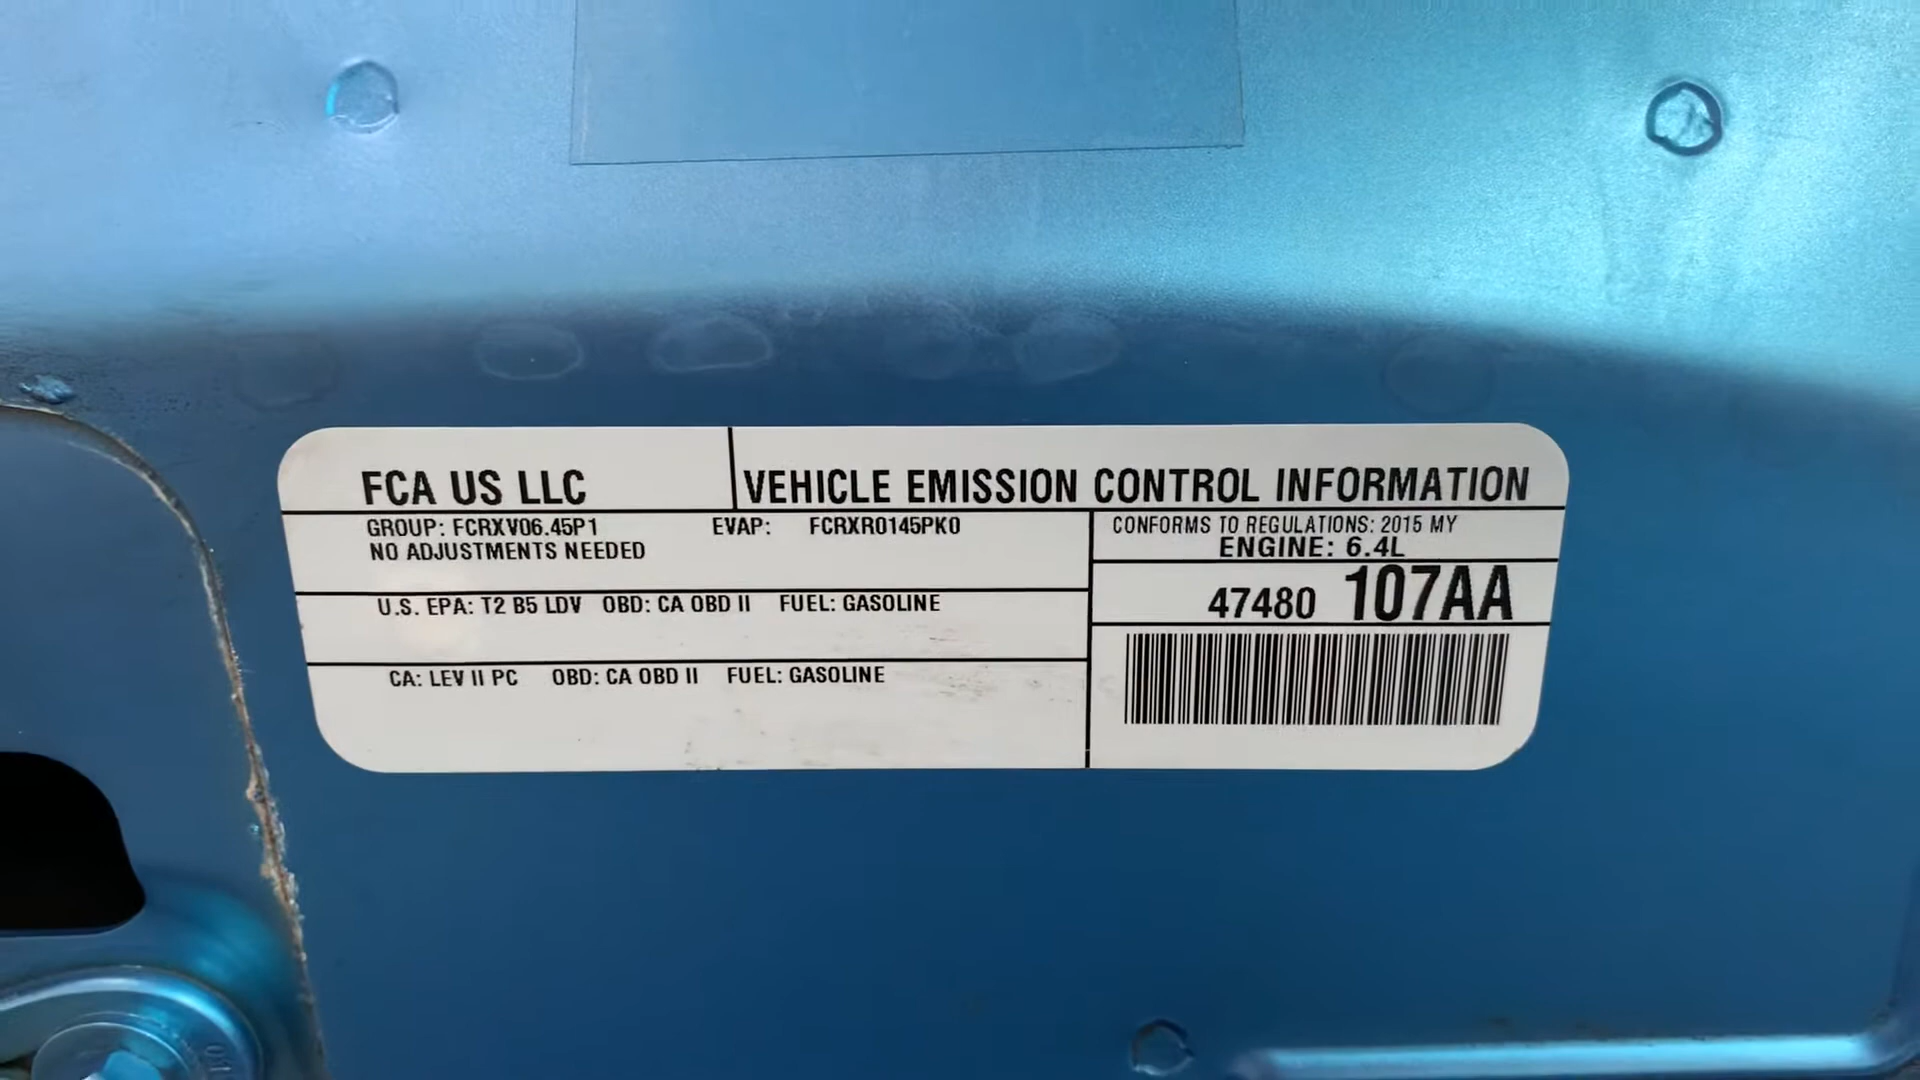 FCA US LLC
VEHICLE EMISSION CONTROL INFORMATION
GROUP: FCRXV06.45P1 EVAP: FCRXR0145PK0
NO ADJUSTMENTS NEEDED
CONFORMS TO REGULATIONS: 2015 MY
ENGINE: 6.4L
47480 107AA
U.S. EPA: T2 B5 LDV OBD: CA OBD II FUEL: GASOLINE
CA: LEV II PC OBD: CA OBD II FUEL: GASOLINE